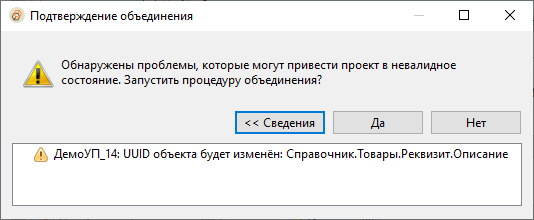 Подтверждение объединения
Обнаружены проблемы, которые могут привести проект в невалидное
состояние. Запустить процедуру объединения?
<< Сведения
Да
Нет
ДемоУП_14: UUID объекта будет изменён: Справочник.Товары.Реквизит.Описание